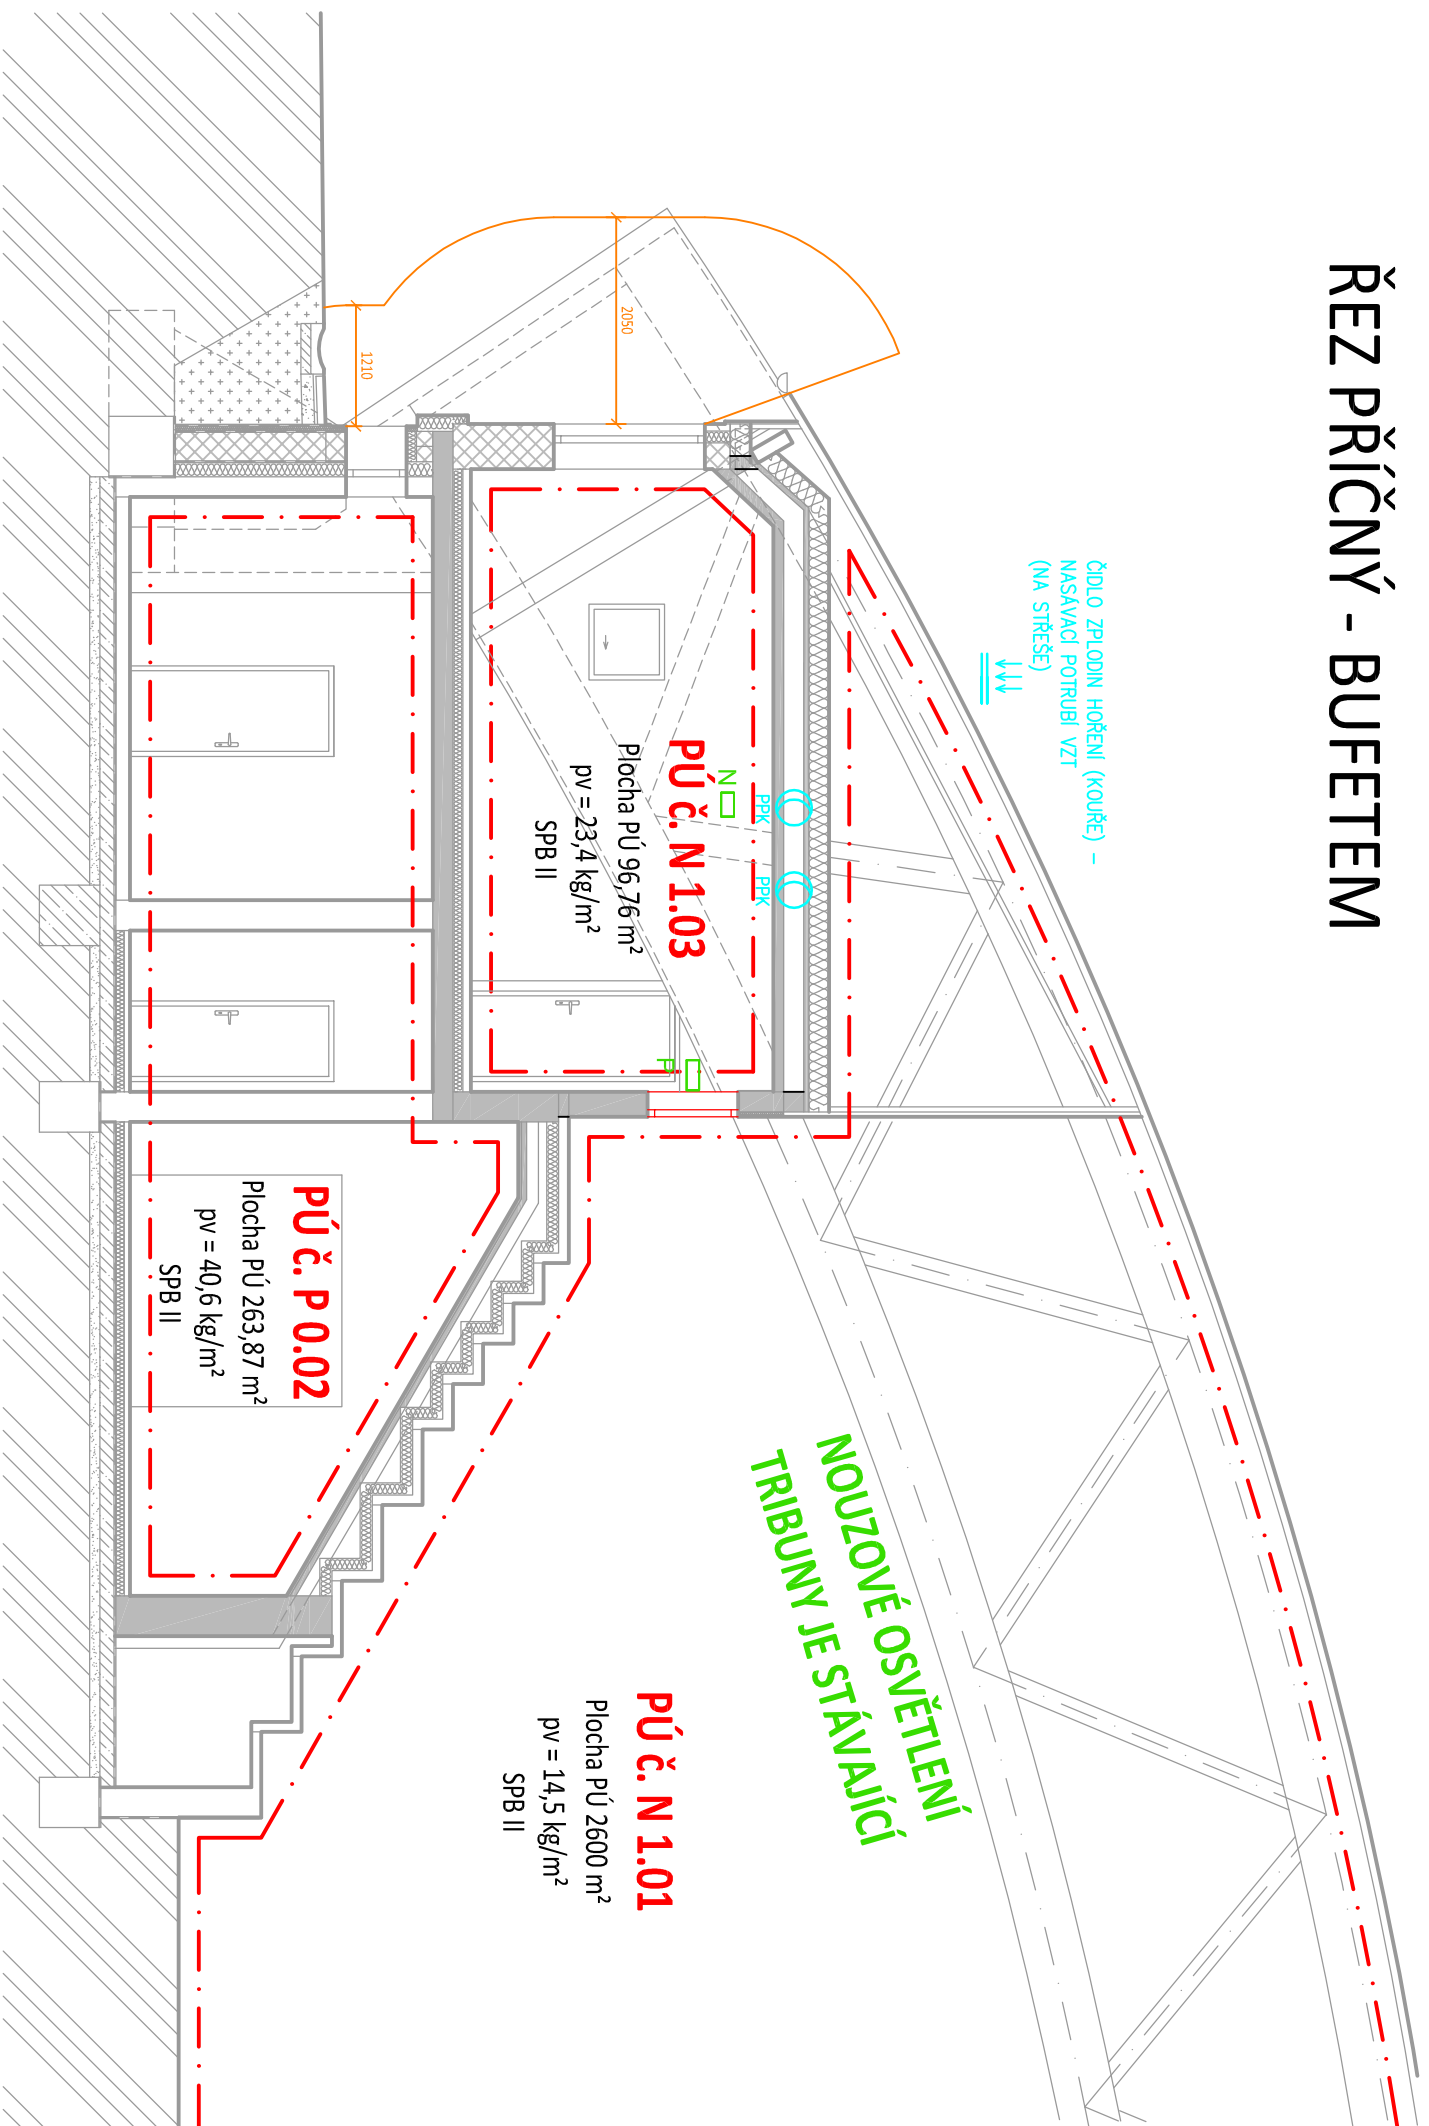 ŘEZ PŘÍČNÝ - BUFETEM
ČIDLO ZPLODIN HOŘENÍ (KOUŘE) –
NASÁVACÍ POTRUBÍ VZT
(NA STŘEŠE)
2050
1210
PPK
PPK
N
PÚ č. N 1.03
Plocha PÚ 96,76 m²
pv = 23,4 kg/m²
SPB II
P
PÚ č. P 0.02
Plocha PÚ 263,87 m²
pv = 40,6 kg/m²
SPB II
NOUZOVÉ OSVĚTLENÍ
TRIBUNY JE STÁVAJÍCÍ
PÚ č. N 1.01
Plocha PÚ 2600 m²
pv = 14,5 kg/m²
SPB II